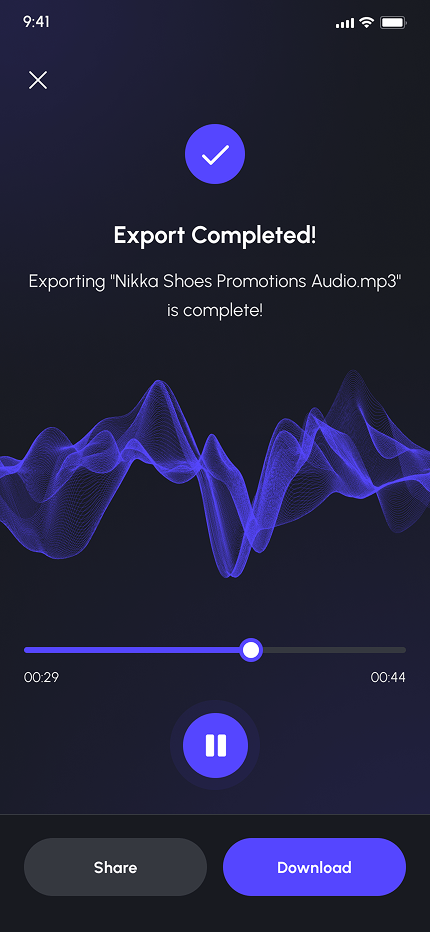 9:41
Export Completed!
Exporting "Nikka Shoes Promotions Audio.mp3"
is complete!
00:29
00:44
Share
Download